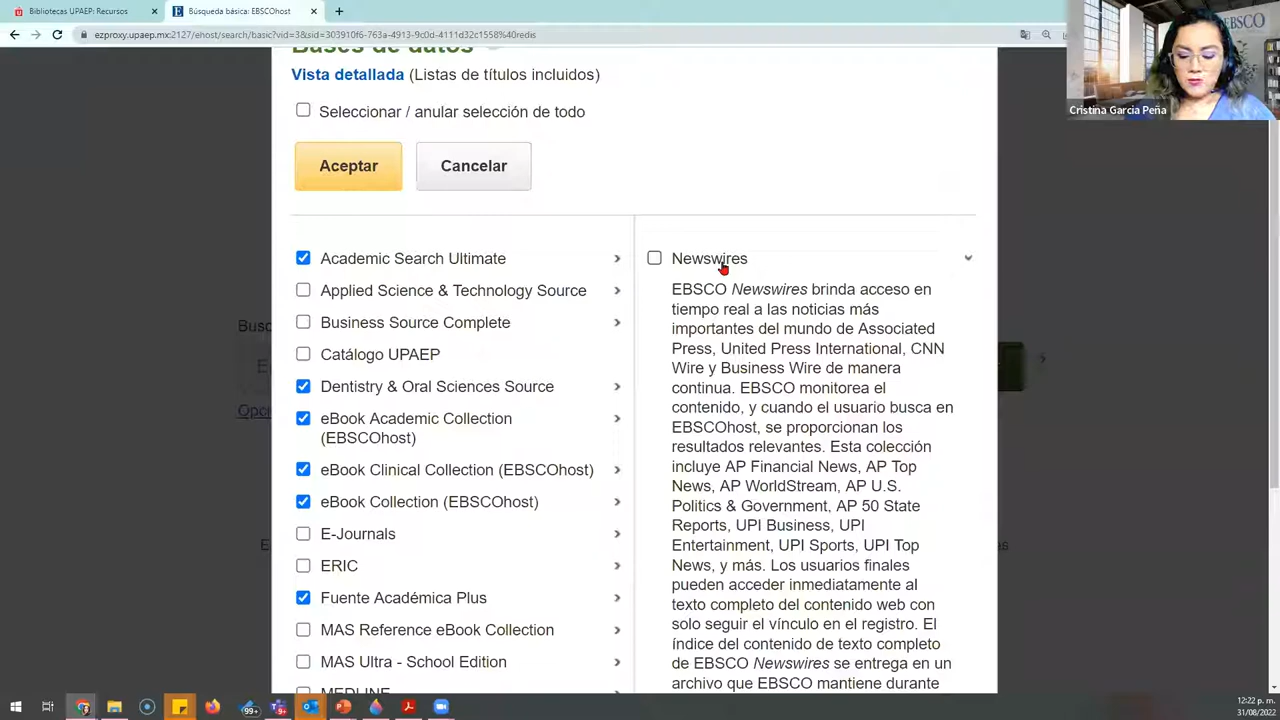 Bibliotecas UPAEP: Recursos
Búsqueda básica: EBSCOhost
ezproxy.upaep.mx:2127/ehost/search/basic?vid=3&sid=303910f6-763a-4913-9c0d-4111d32c1558%40redis
EBSCO
Cristina Garcia Peña
Bases de datos
Vista detallada (Listas de títulos incluidos)
Seleccionar / anular selección de todo
Aceptar
Cancelar
Academic Search Ultimate
Applied Science & Technology Source
Business Source Complete
Catálogo UPAEP
Dentistry & Oral Sciences Source
eBook Academic Collection
(EBSCOhost)
eBook Clinical Collection (EBSCOhost)
eBook Collection (EBSCOhost)
E-Journals
ERIC
Fuente Académica Plus
MAS Reference eBook Collection
MAS Ultra - School Edition
MEDLINE
Newswires
EBSCO Newswires brinda acceso en
tiempo real a las noticias más
importantes del mundo de Associated
Press, United Press International, CNN
Wire y Business Wire de manera
continua. EBSCO monitorea el
contenido, y cuando el usuario busca en
EBSCOhost, se proporcionan los
resultados relevantes. Esta colección
incluye AP Financial News, AP Top
News, AP WorldStream, AP U.S.
Politics & Government, AP 50 State
Reports, UPI Business, UPI
Entertainment, UPI Sports, UPI Top
News, y más. Los usuarios finales
pueden acceder inmediatamente al
texto completo del contenido web con
solo seguir el vínculo en el registro. El
índice del contenido de texto completo
de EBSCO Newswires se entrega en un
archivo que EBSCO mantiene durante
Busc
E
Opci
E
es
99+
12:22 p. m.
31/08/2022